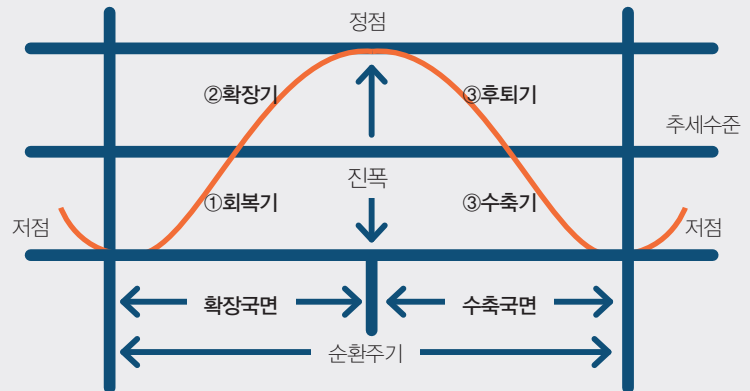 정점
②확장기
③후퇴기
추세수준
진폭
①회복기
③수축기
저점
저점
확장국면
수축국면
순환주기